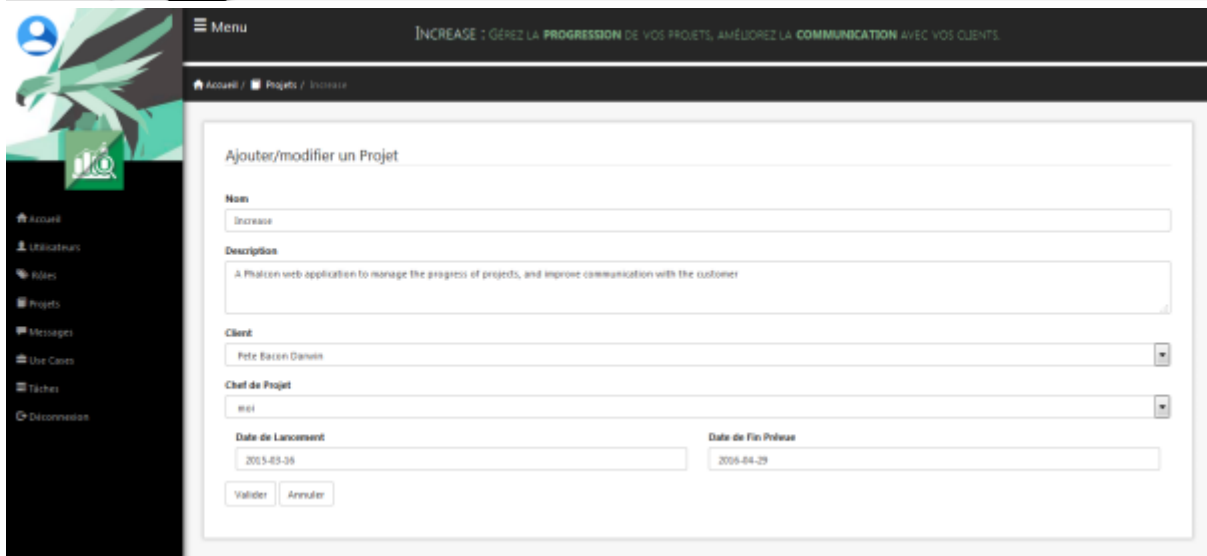 Menu
INCREASE : GÉREZ LA PROGRESSION DE VOS PROJETS, AMÉLIOREZ LA COMMUNICATION AVEC VOS CLIENTS.
Accueil / Projets / Increase
Accueil
Utilisateurs
Rôles
Projets
Messages
Use Cases
Tâches
Déconnexion
Ajouter/modifier un Projet
Nom
Increase
Description
A Phalcon web application to manage the progress of projects, and improve communication with the customer
Client
Pete Bacon Darwin
Chef de Projet
moi
Date de Lancement
Date de Fin Prévue
2015-03-16
2016-04-29
Valider
Annuler